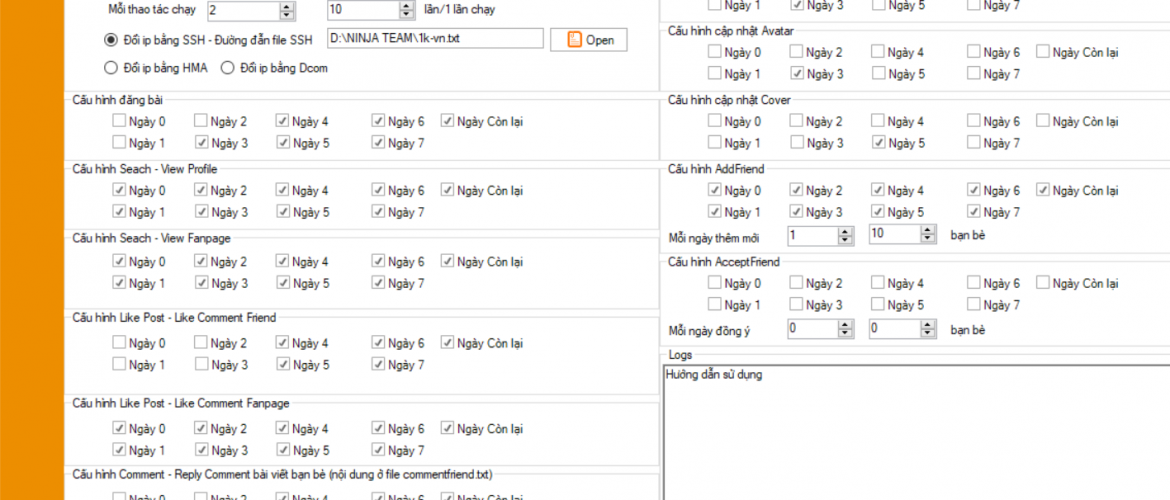 Mỗi thao tác chạy 2 10 lần/1 lần chạy
Đổi ip bằng SSH - Đường dẫn file SSH D:\NINJA TEAM\1k-vn.txt Open
Đổi ip bằng HMA Đổi ip bằng Dcom
Cấu hình đăng bài
Ngày 0 Ngày 2 Ngày 4 Ngày 6 Ngày Còn lại
Ngày 1 Ngày 3 Ngày 5 Ngày 7
Cấu hình Seach - View Profile
Ngày 0 Ngày 2 Ngày 4 Ngày 6 Ngày Còn lại
Ngày 1 Ngày 3 Ngày 5 Ngày 7
Cấu hình Seach - View Fanpage
Ngày 0 Ngày 2 Ngày 4 Ngày 6 Ngày Còn lại
Ngày 1 Ngày 3 Ngày 5 Ngày 7
Cấu hình Like Post - Like Comment Friend
Ngày 0 Ngày 2 Ngày 4 Ngày 6 Ngày Còn lại
Ngày 1 Ngày 3 Ngày 5 Ngày 7
Cấu hình Like Post - Like Comment Fanpage
Ngày 0 Ngày 2 Ngày 4 Ngày 6 Ngày Còn lại
Ngày 1 Ngày 3 Ngày 5 Ngày 7
Cấu hình Comment - Reply Comment bài viết bạn bè (nội dung ở file commentfriend.txt)
Ngày 0 Ngày 2 Ngày 4 Ngày 6 Ngày Còn lại
Ngày 1 Ngày 3 Ngày 5 Ngày 7
Cấu hình cập nhật Avatar
Ngày 0 Ngày 2 Ngày 4 Ngày 6 Ngày Còn lại
Ngày 1 Ngày 3 Ngày 5 Ngày 7
Cấu hình cập nhật Cover
Ngày 0 Ngày 2 Ngày 4 Ngày 6 Ngày Còn lại
Ngày 1 Ngày 3 Ngày 5 Ngày 7
Cấu hình AddFriend
Ngày 0 Ngày 2 Ngày 4 Ngày 6 Ngày Còn lại
Ngày 1 Ngày 3 Ngày 5 Ngày 7
Mỗi ngày thêm mới 1 10 bạn bè
Cấu hình AcceptFriend
Ngày 0 Ngày 2 Ngày 4 Ngày 6 Ngày Còn lại
Ngày 1 Ngày 3 Ngày 5 Ngày 7
Mỗi ngày đồng ý 0 0 bạn bè
Logs
Hướng dẫn sử dụng